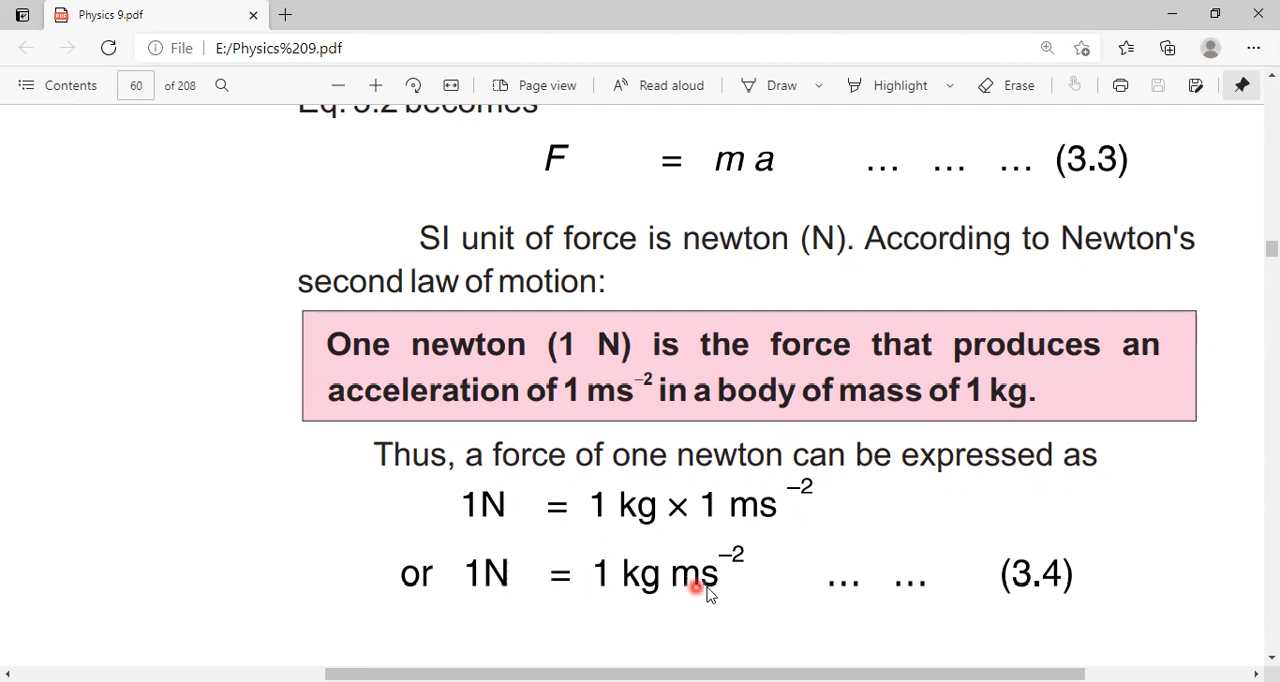 Physics 9.pdf
File E:/Physics%209.pdf
Contents 60 of 208 Page view Read aloud Draw Highlight Erase
Eq. 3.2 becomes
F = m a ... ... ... (3.3)
SI unit of force is newton (N). According to Newton's
second law of motion:
One newton (1 N) is the force that produces an
acceleration of 1 ms⁻² in a body of mass of 1 kg.
Thus, a force of one newton can be expressed as
1N = 1 kg × 1 ms⁻²
or 1N = 1 kg ms⁻² ... ... (3.4)